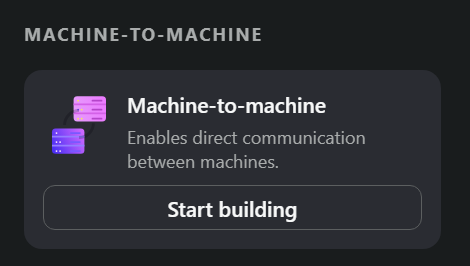 MACHINE-TO-MACHINE
Machine-to-machine
Enables direct communication
between machines.
Start building